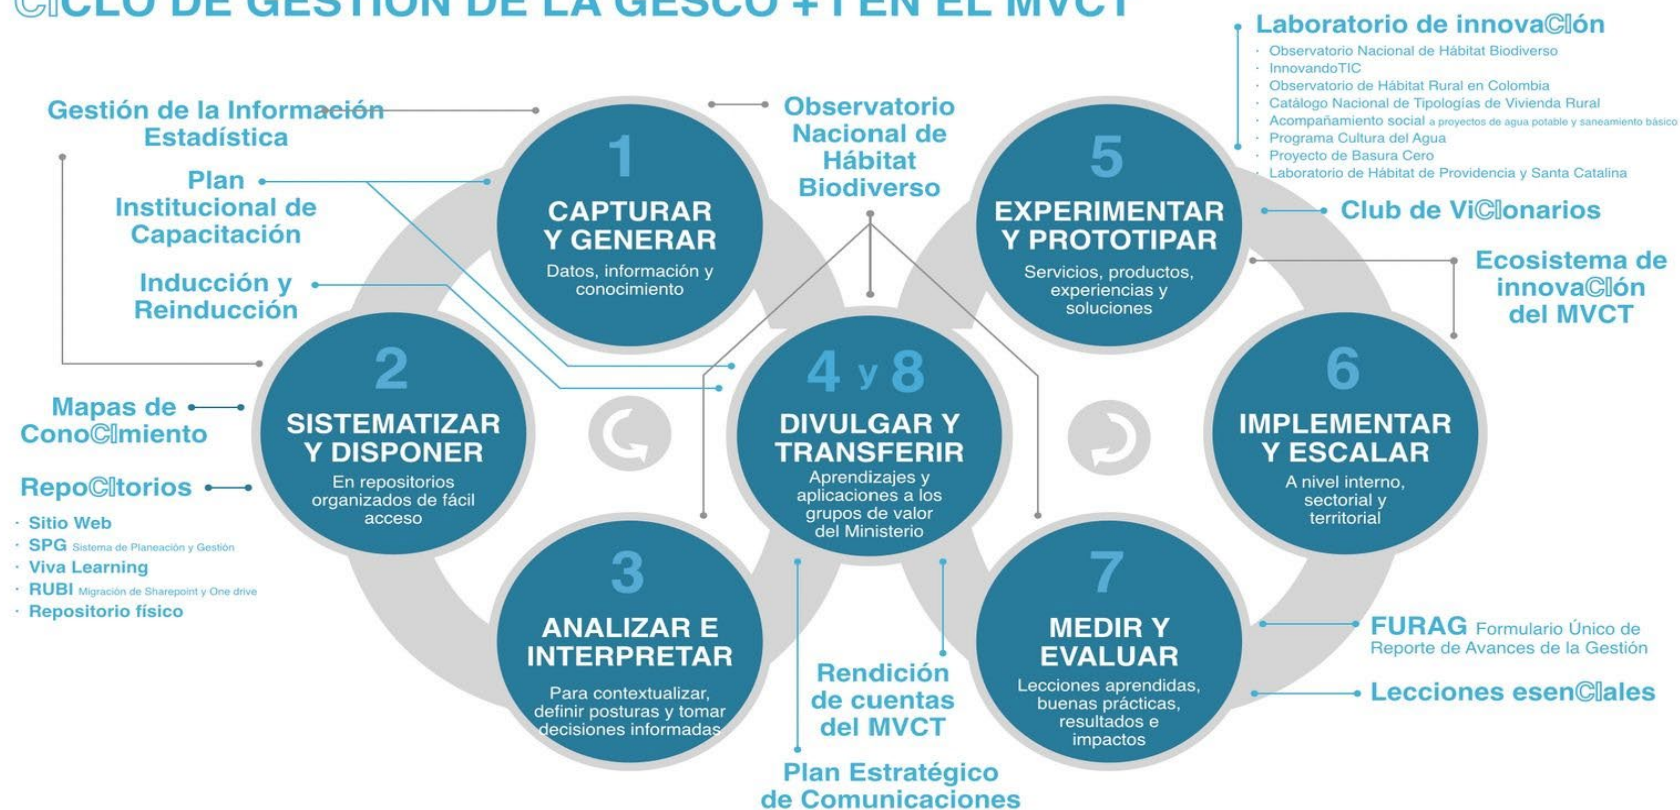 CICLO DE GESTIÓN DE LA GESCO + I EN EL MVCT
Gestión de la Información
Estadística
Plan
Institucional de
Capacitación
Inducción y
Reinducción
Mapas de
ConoCImiento
RepoCItorios
· Sitio Web
· SPG Sistema de Planeación y Gestión
· Viva Learning
· RUBI Migración de Sharepoint y One drive
· Repositorio físico
1
CAPTURAR
Y GENERAR
Datos, información y
conocimiento
2
SISTEMATIZAR
Y DISPONER
En repositorios
organizados de fácil
acceso
3
ANALIZAR E
INTERPRETAR
Para contextualizar,
definir posturas y tomar
decisiones informadas
Observatorio
Nacional de
Hábitat
Biodiverso
4 y 8
DIVULGAR Y
TRANSFERIR
Aprendizajes y
aplicaciones a los
grupos de valor
del Ministerio
Rendición
de cuentas
del MVCT
Plan Estratégico
de Comunicaciones
5
EXPERIMENTAR
Y PROTOTIPAR
Servicios, productos,
experiencias y
soluciones
6
IMPLEMENTAR
Y ESCALAR
A nivel interno,
sectorial y
territorial
7
MEDIR Y
EVALUAR
Lecciones aprendidas,
buenas prácticas,
resultados e
impactos
Laboratorio de innovaCIón
· Observatorio Nacional de Hábitat Biodiverso
· InnovandoTIC
· Observatorio de Hábitat Rural en Colombia
· Catálogo Nacional de Tipologías de Vivienda Rural
· Acompañamiento social a proyectos de agua potable y saneamiento básico
· Programa Cultura del Agua
· Proyecto de Basura Cero
· Laboratorio de Hábitat de Providencia y Santa Catalina
Club de ViCIonarios
Ecosistema de
innovaCIón
del MVCT
FURAG Formulario Único de
Reporte de Avances de la Gestión
Lecciones esenCIales